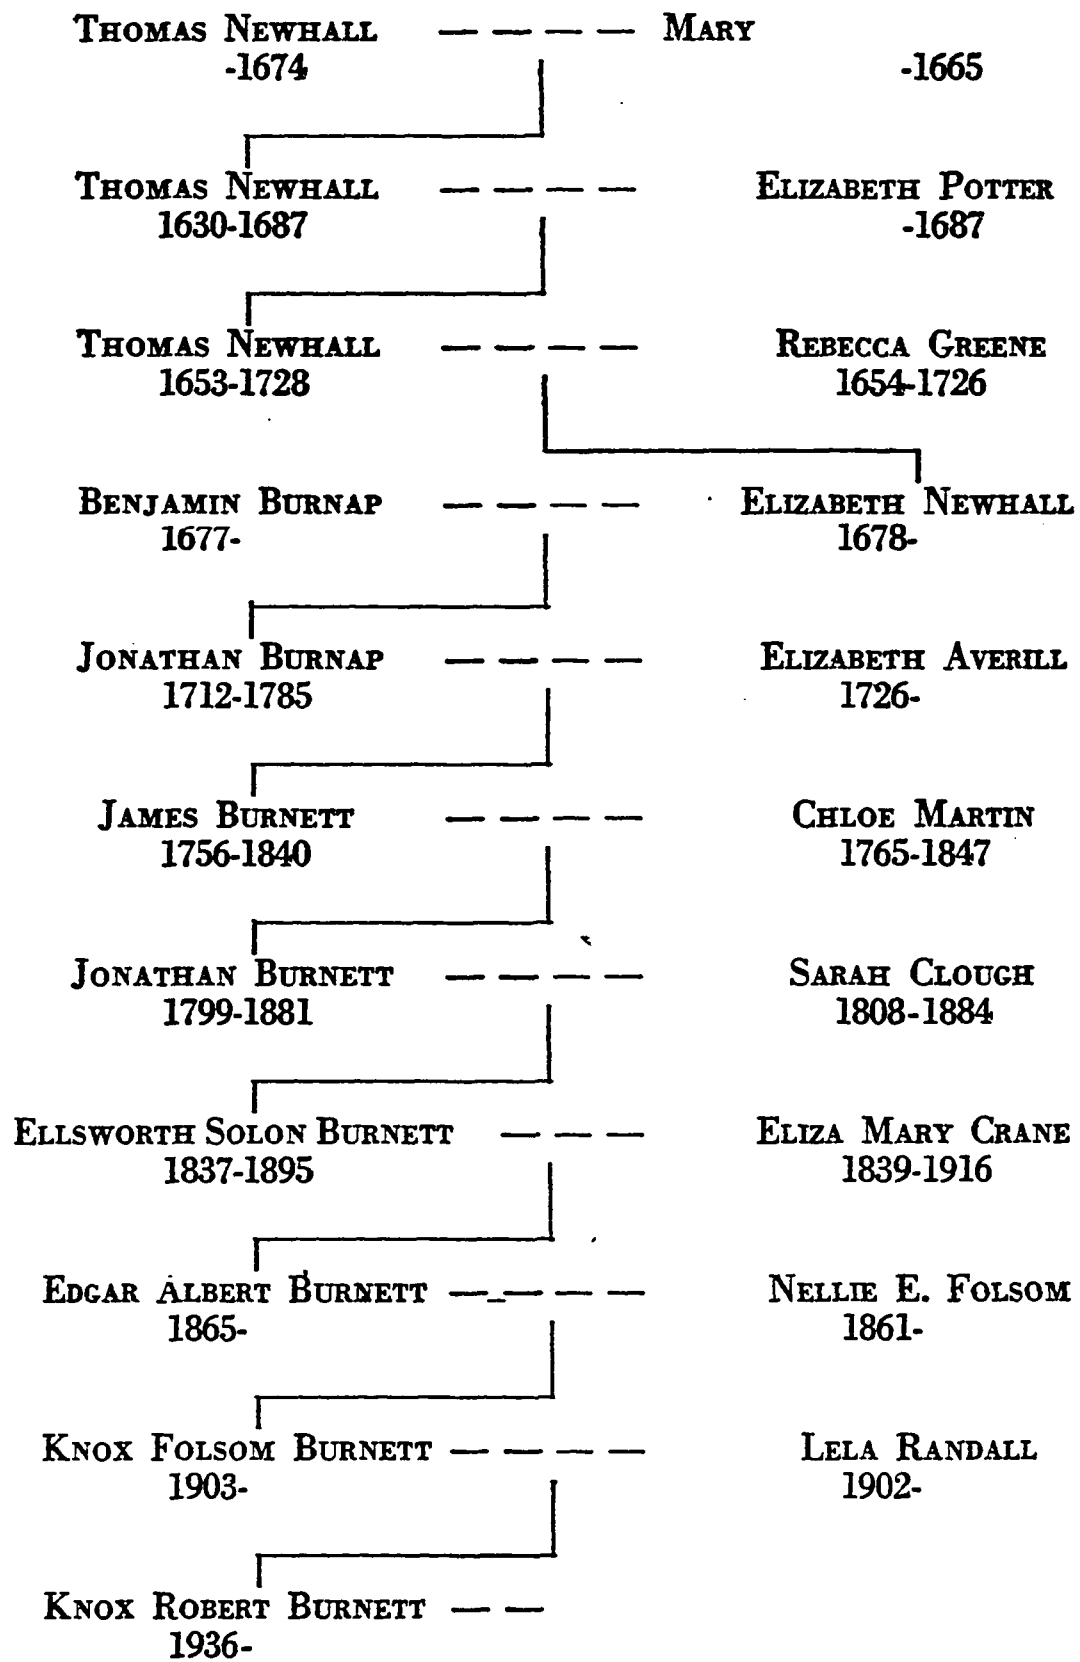 THOMAS NEWHALL — — — — MARY
-1674 -1665
THOMAS NEWHALL — — — — ELIZABETH POTTER
1630-1687 -1687
THOMAS NEWHALL — — — — REBECCA GREENE
1653-1728 1654-1726
BENJAMIN BURNAP — — — — ELIZABETH NEWHALL
1677- 1678-
JONATHAN BURNAP — — — — ELIZABETH AVERILL
1712-1785 1726-
JAMES BURNETT — — — — CHLOE MARTIN
1756-1840 1765-1847
JONATHAN BURNETT — — — — SARAH CLOUGH
1799-1881 1808-1884
ELLSWORTH SOLON BURNETT — — — ELIZA MARY CRANE
1837-1895 1839-1916
EDGAR ALBERT BURNETT — — — — NELLIE E. FOLSOM
1865- 1861-
KNOX FOLSOM BURNETT — — — — LELA RANDALL
1903- 1902-
KNOX ROBERT BURNETT — —
1936-